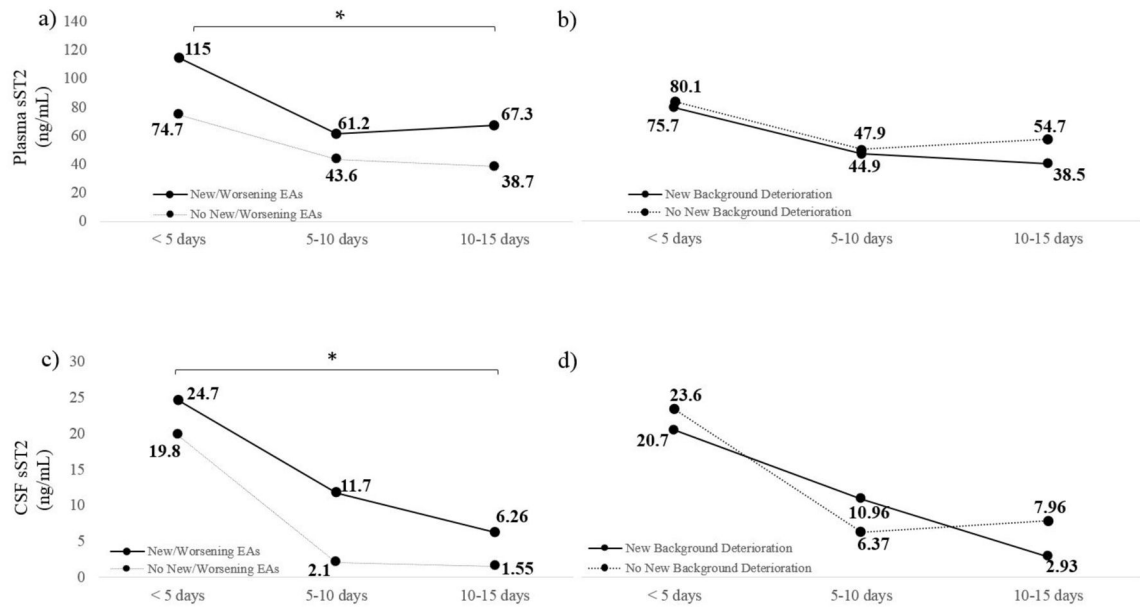 a)
*
Plasma sST2
(ng/mL)
140
120
100
80
60
40
20
0
115
61.2
67.3
74.7
43.6
38.7
New/Worsening EAs
No New/Worsening EAs
< 5 days
5-10 days
10-15 days
b)
80.1
47.9
54.7
75.7
44.9
38.5
New Background Deterioration
No New Background Deterioration
< 5 days
5-10 days
10-15 days
c)
*
CSF sST2
(ng/mL)
30
25
20
15
10
5
0
24.7
11.7
6.26
19.8
2.1
1.55
New/Worsening EAs
No New/Worsening EAs
< 5 days
5-10 days
10-15 days
d)
23.6
20.7
10.96
7.96
6.37
2.93
New Background Deterioration
No New Background Deterioration
< 5 days
5-10 days
10-15 days